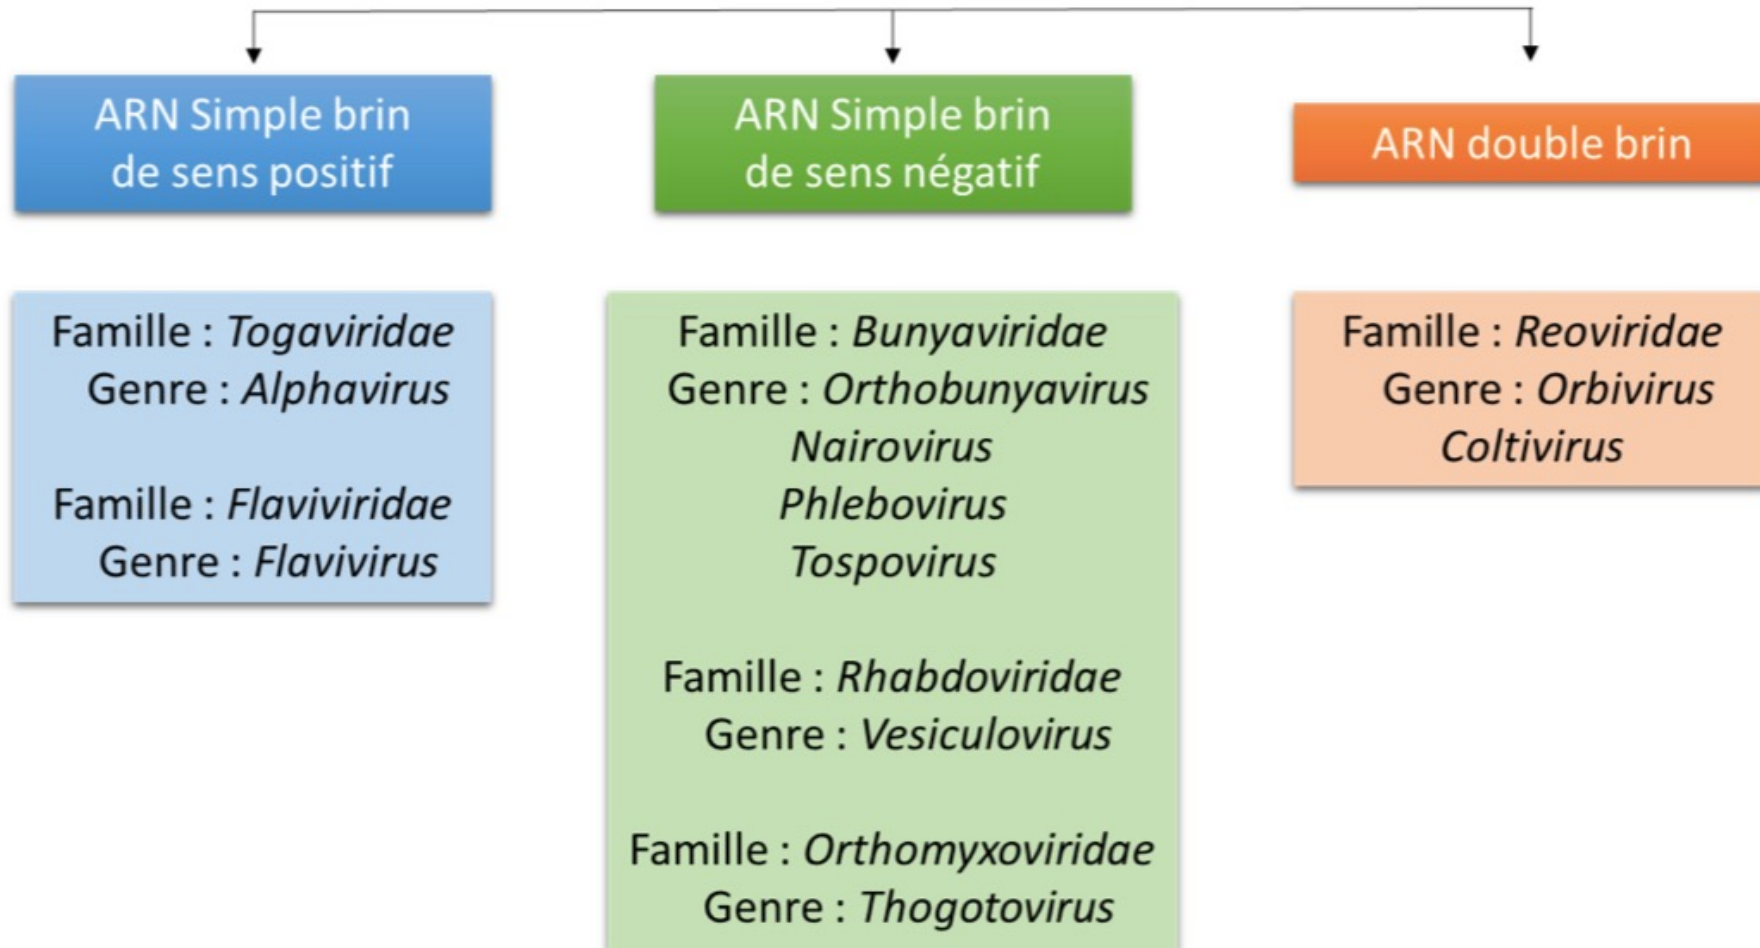 ARN Simple brin
de sens positif
Famille : Togaviridae
Genre : Alphavirus
Famille : Flaviviridae
Genre : Flavivirus
ARN Simple brin
de sens négatif
Famille : Bunyaviridae
Genre : Orthobunyavirus
Nairovirus
Phlebovirus
Tospovirus
Famille : Rhabdoviridae
Genre : Vesiculovirus
Famille : Orthomyxoviridae
Genre : Thogotovirus
ARN double brin
Famille : Reoviridae
Genre : Orbivirus
Coltivirus